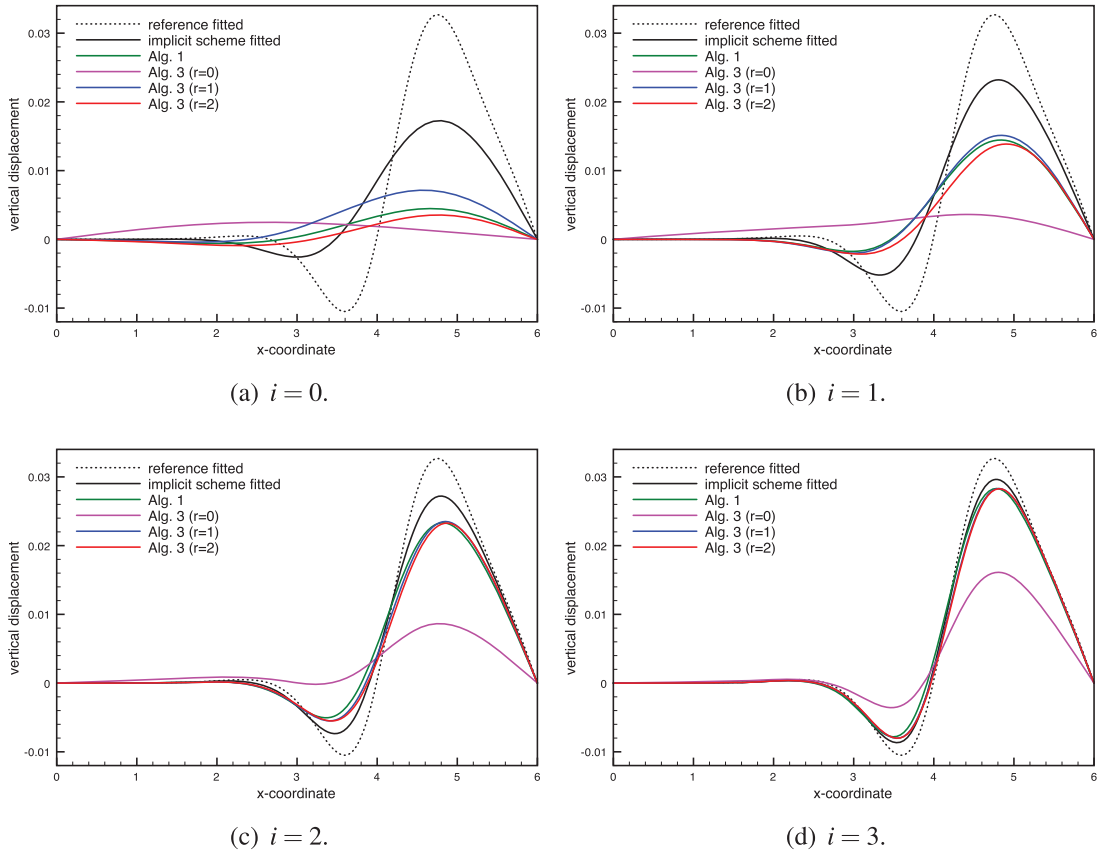 reference fitted
implicit scheme fitted
Alg. 1
Alg. 3 (r=0)
Alg. 3 (r=1)
Alg. 3 (r=2)
vertical displacement
0.03
0.02
0.01
0
-0.01
0 1 2 3 4 5 6
x-coordinate
(a) i = 0.
reference fitted
implicit scheme fitted
Alg. 1
Alg. 3 (r=0)
Alg. 3 (r=1)
Alg. 3 (r=2)
vertical displacement
0.03
0.02
0.01
0
-0.01
0 1 2 3 4 5 6
x-coordinate
(b) i = 1.
reference fitted
implicit scheme fitted
Alg. 1
Alg. 3 (r=0)
Alg. 3 (r=1)
Alg. 3 (r=2)
vertical displacement
0.03
0.02
0.01
0
-0.01
0 1 2 3 4 5 6
x-coordinate
(c) i = 2.
reference fitted
implicit scheme fitted
Alg. 1
Alg. 3 (r=0)
Alg. 3 (r=1)
Alg. 3 (r=2)
vertical displacement
0.03
0.02
0.01
0
-0.01
0 1 2 3 4 5 6
x-coordinate
(d) i = 3.